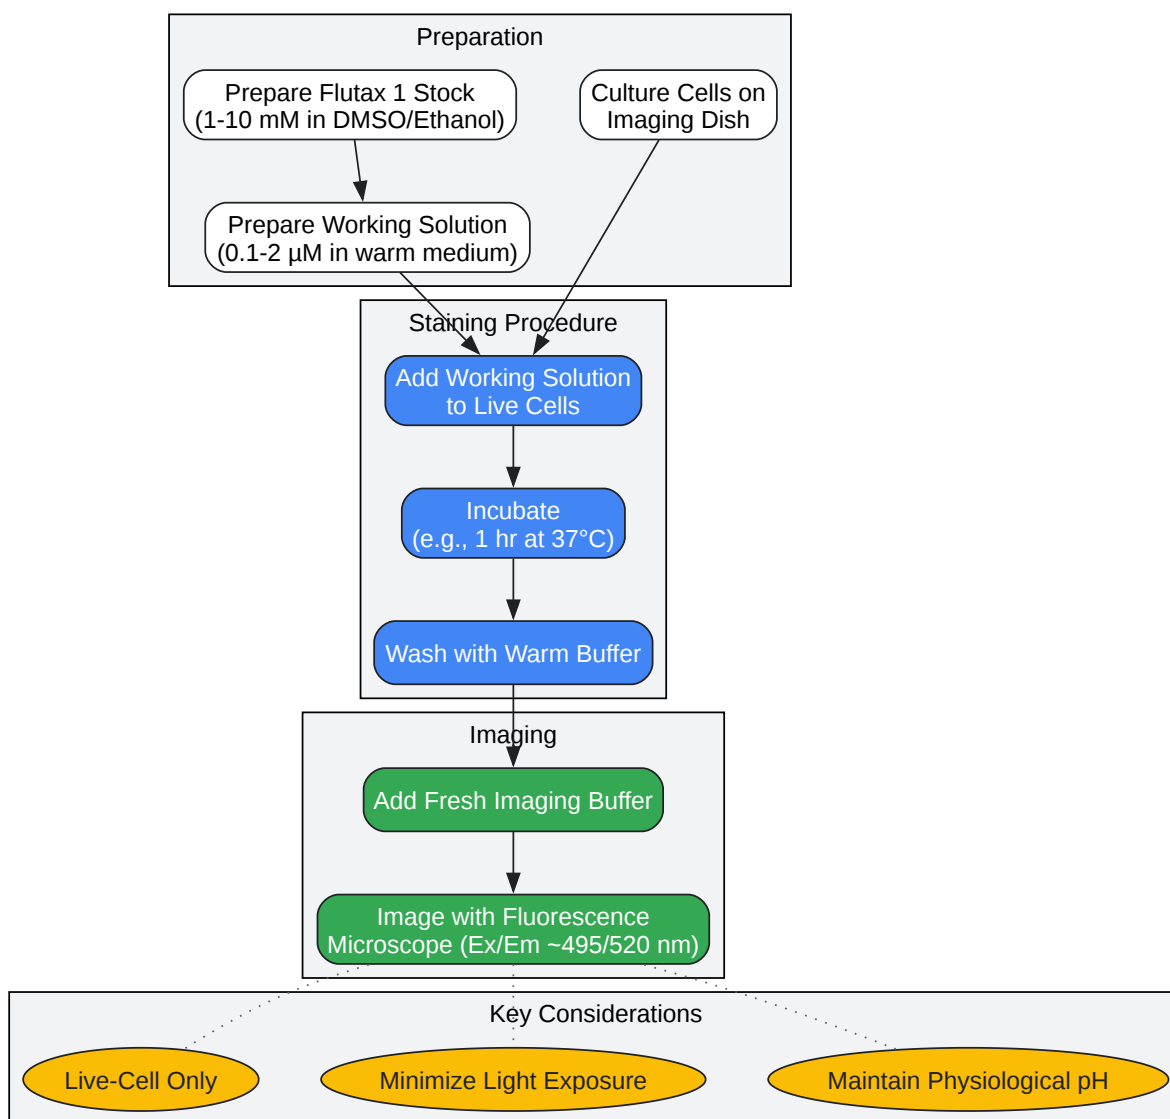 Preparation
Prepare Flutax 1 Stock
(1-10 mM in DMSO/Ethanol)
Culture Cells on
Imaging Dish
Prepare Working Solution
(0.1-2 µM in warm medium)
Staining Procedure
Add Working Solution
to Live Cells
Incubate
(e.g., 1 hr at 37°C)
Wash with Warm Buffer
Imaging
Add Fresh Imaging Buffer
Image with Fluorescence
Microscope (Ex/Em ~495/520 nm)
Key Considerations
Live-Cell Only
Minimize Light Exposure
Maintain Physiological pH